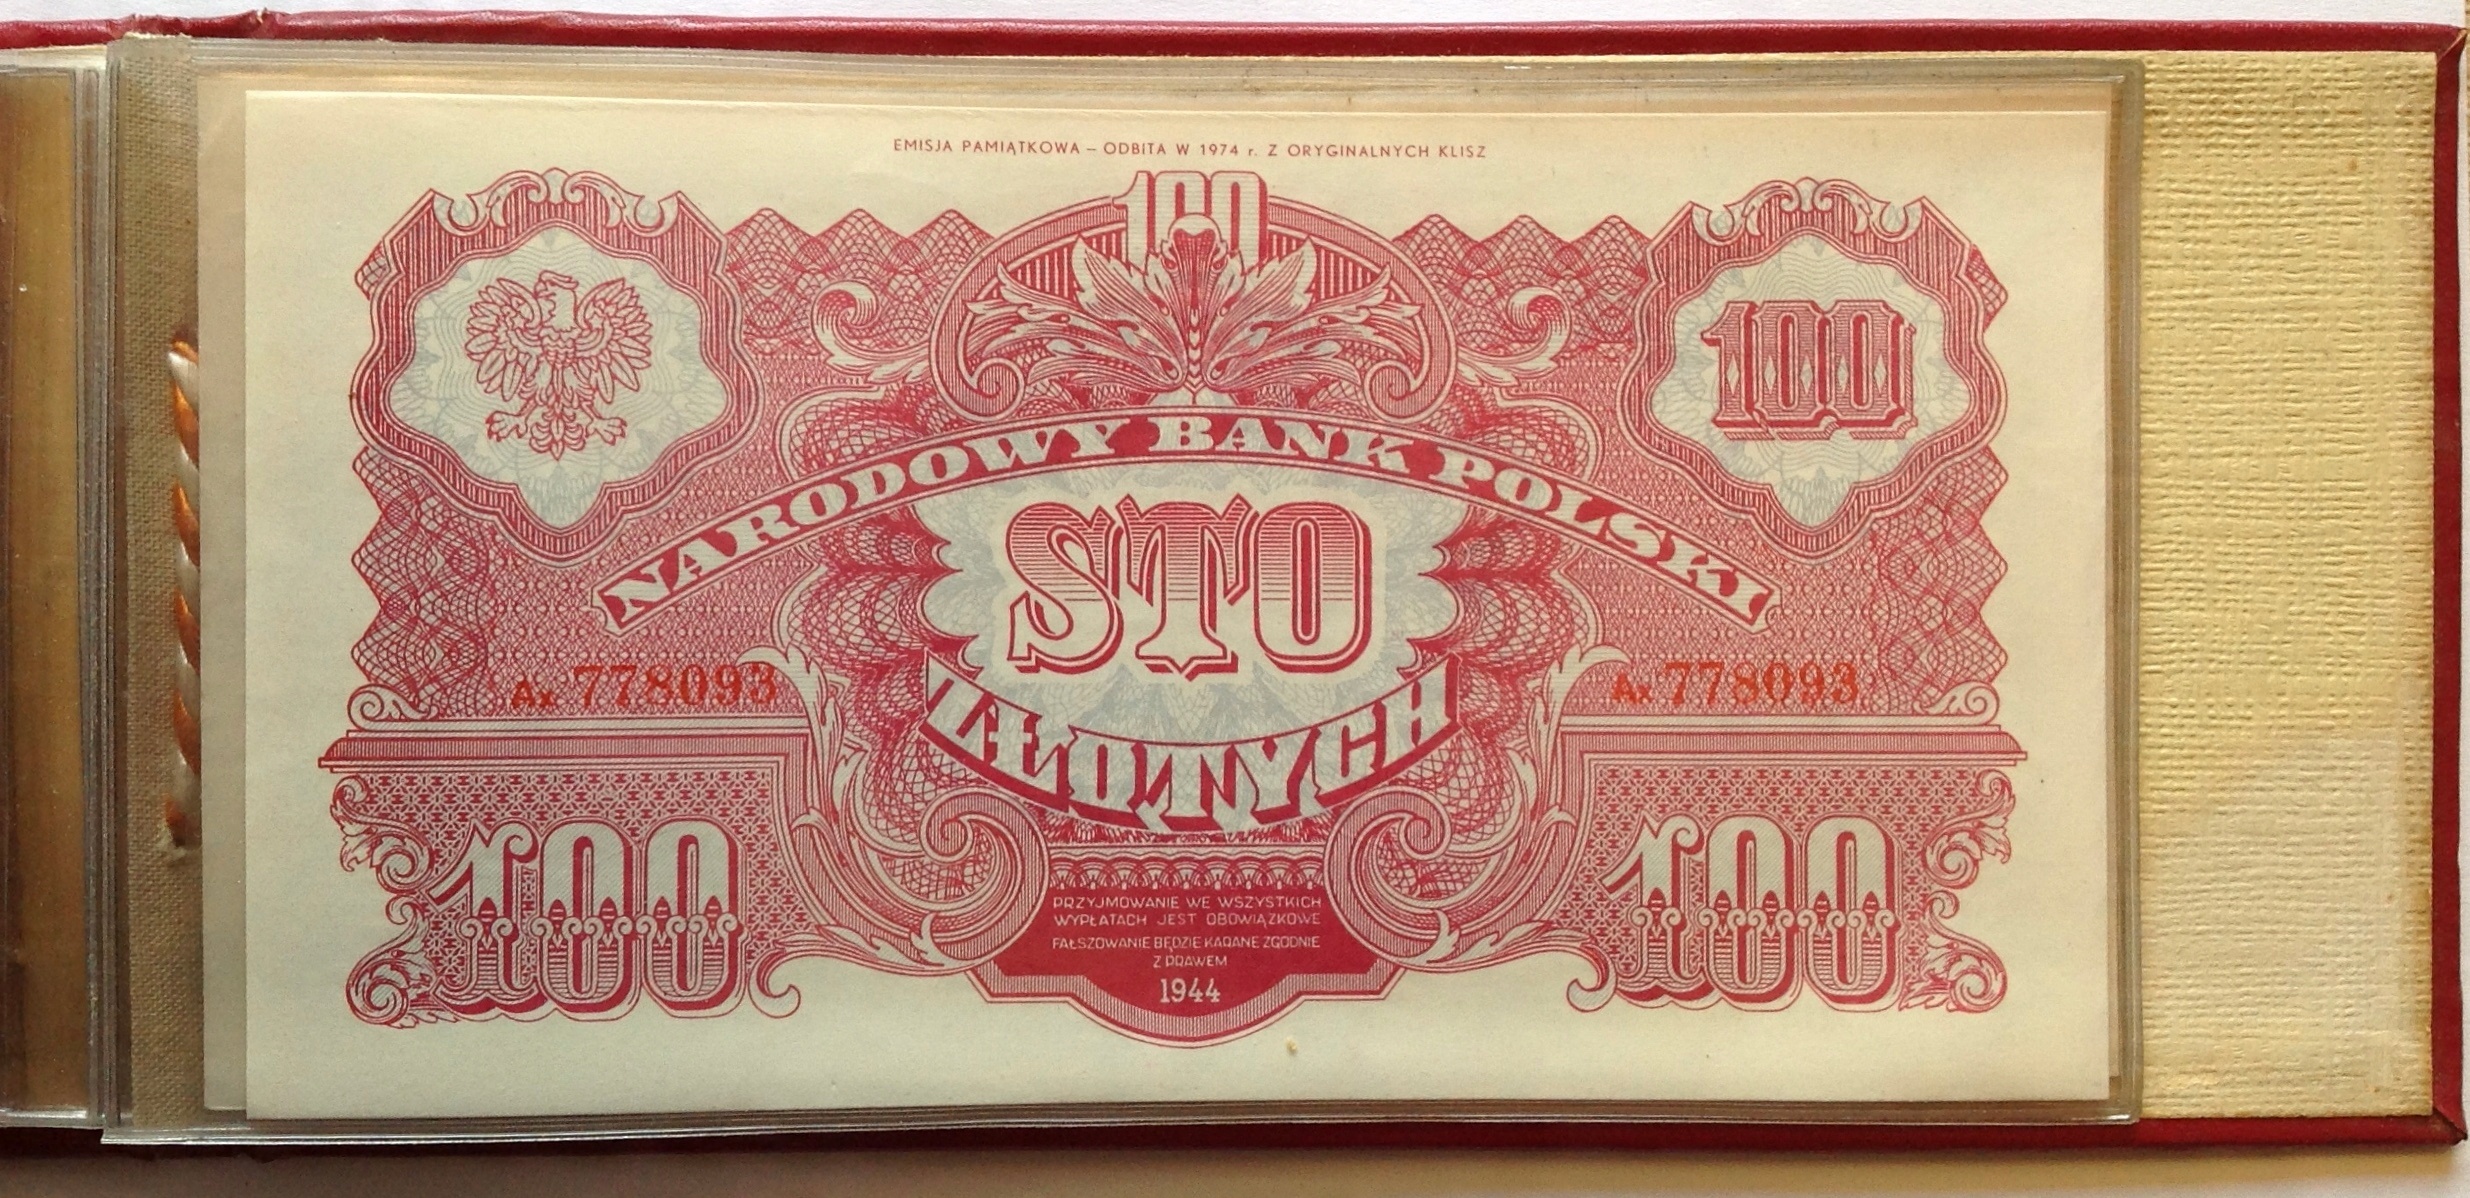 EMISJA PAMIĄTKOWA – ODBITA W 1974 r. Z ORYGINALNYCH KLISZ
100
100
NARODOWY BANK POLSKI
STO
ZŁOTYCH
Ax 778093
Ax 778093
100
100
PRZYJMOWANIE WE WSZYSTKICH
WYPŁATACH JEST OBOWIĄZKOWE
FAŁSZOWANIE BĘDZIE KARANE ZGODNIE
Z PRAWEM
1944